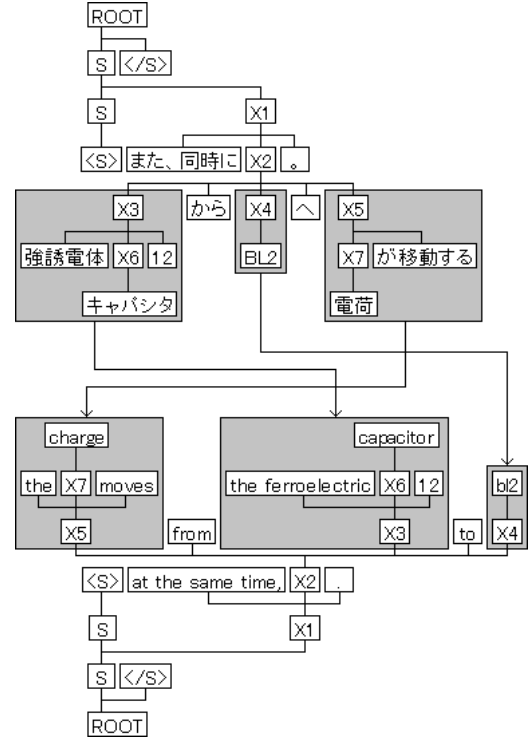 ROOT
S </S>
S X1
<S> また、同時に X2 。
X3 から X4 へ X5
強誘電体 X6 12 BL2 X7 が移動する
キャパシタ 電荷
charge capacitor
the X7 moves the ferroelectric X6 12 bl2
X5 from X3 to X4
<S> at the same time, X2 .
S X1
S </S>
ROOT